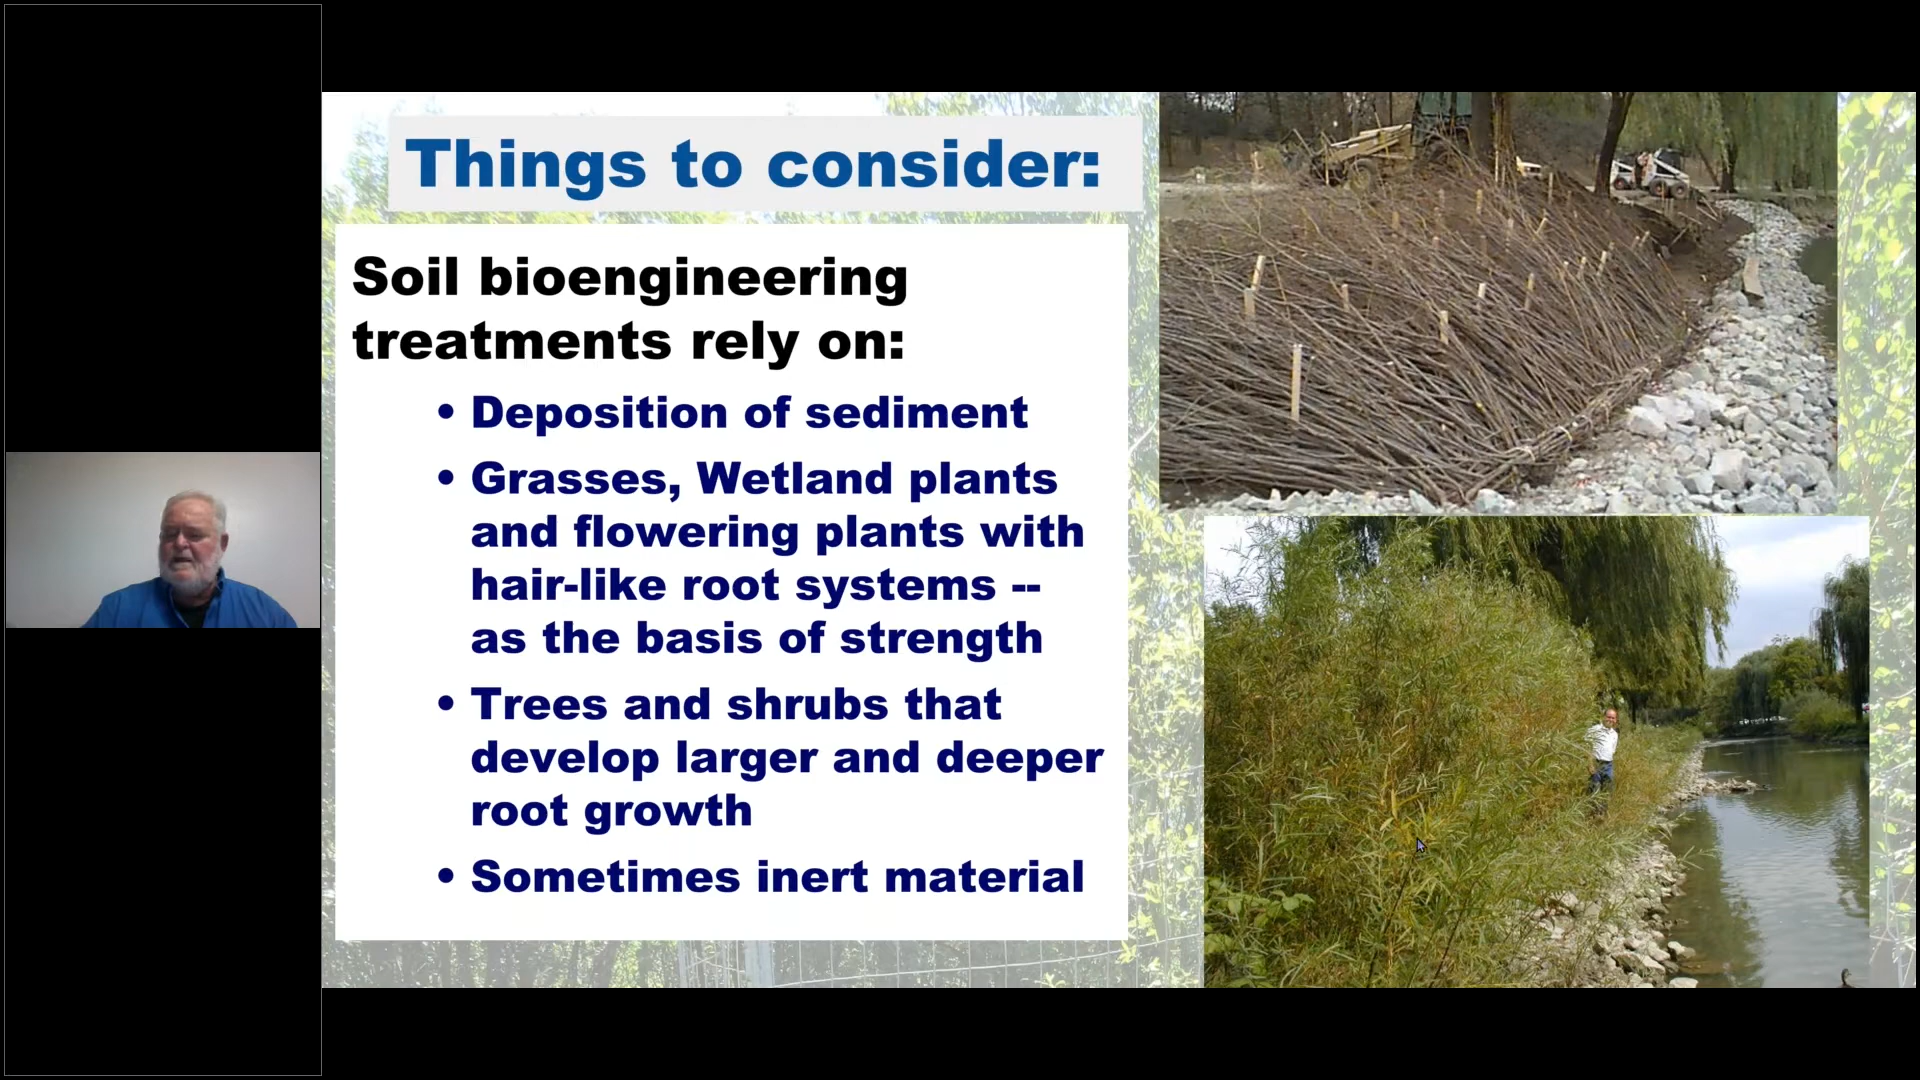 Things to consider:
Soil bioengineering
treatments rely on:
• Deposition of sediment
• Grasses, Wetland plants
and flowering plants with
hair-like root systems --
as the basis of strength
• Trees and shrubs that
develop larger and deeper
root growth
• Sometimes inert material